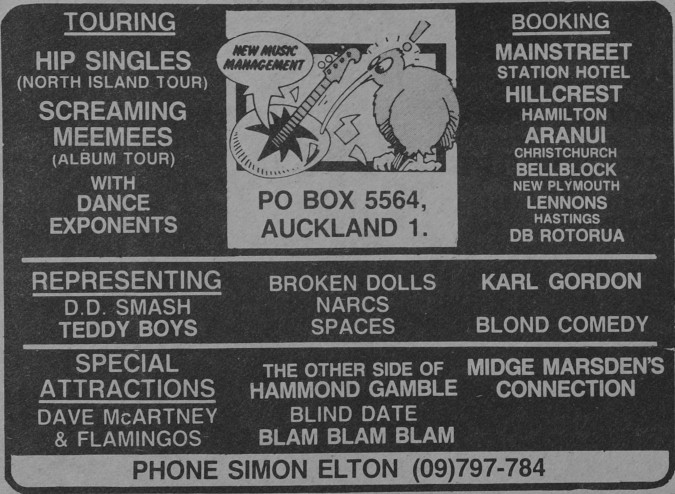 TOURING
HIP SINGLES
(NORTH ISLAND TOUR)
SCREAMING
MEEMEES
(ALBUM TOUR)
WITH
DANCE
EXPONENTS
NEW MUSIC
MANAGEMENT
PO BOX 5564,
AUCKLAND 1.
BOOKING
MAINSTREET
STATION HOTEL
HILLCREST
HAMILTON
ARANUI
CHRISTCHURCH
BELLBLOCK
NEW PLYMOUTH
LENNONS
HASTINGS
DB ROTORUA
REPRESENTING
D.D. SMASH
TEDDY BOYS
BROKEN DOLLS
NARCS
SPACES
KARL GORDON
BLOND COMEDY
SPECIAL
ATTRACTIONS
DAVE McARTNEY
& FLAMINGOS
THE OTHER SIDE OF
HAMMOND GAMBLE
BLIND DATE
BLAM BLAM BLAM
MIDGE MARSDEN'S
CONNECTION
PHONE SIMON ELTON (09)797-784